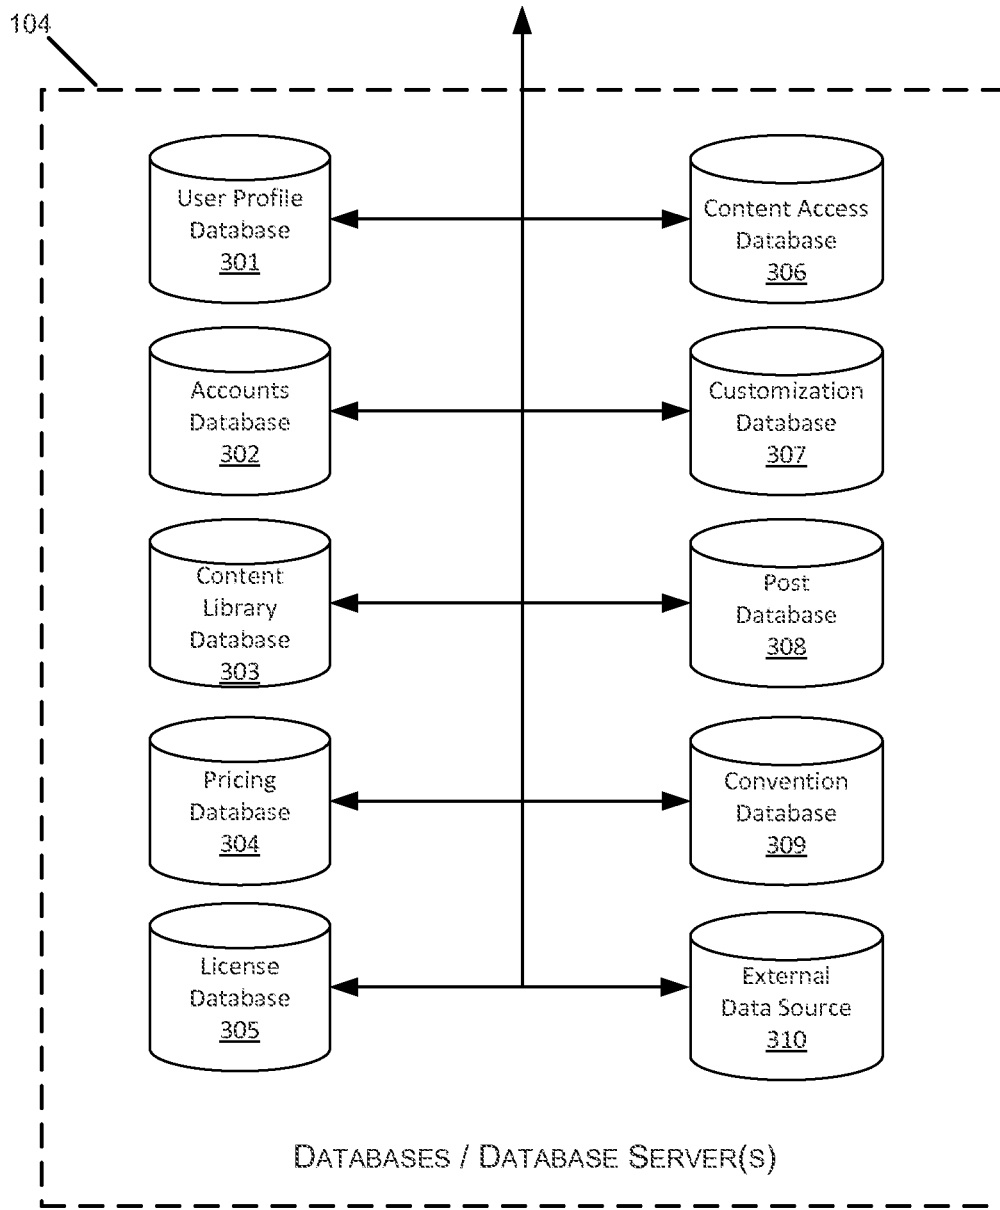 104
User Profile
Database
301
Content Access
Database
306
Accounts
Database
302
Customization
Database
307
Content
Library
Database
303
Post
Database
308
Pricing
Database
304
Convention
Database
309
License
Database
305
External
Data Source
310
DATABASES / DATABASE SERVER(S)